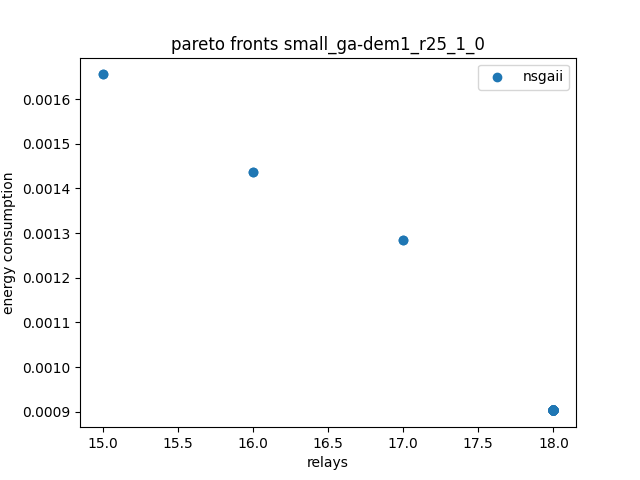 pareto fronts small_ga-dem1_r25_1_0
nsgaii
energy consumption
0.0016
0.0015
0.0014
0.0013
0.0012
0.0011
0.0010
0.0009
15.0 15.5 16.0 16.5 17.0 17.5 18.0
relays